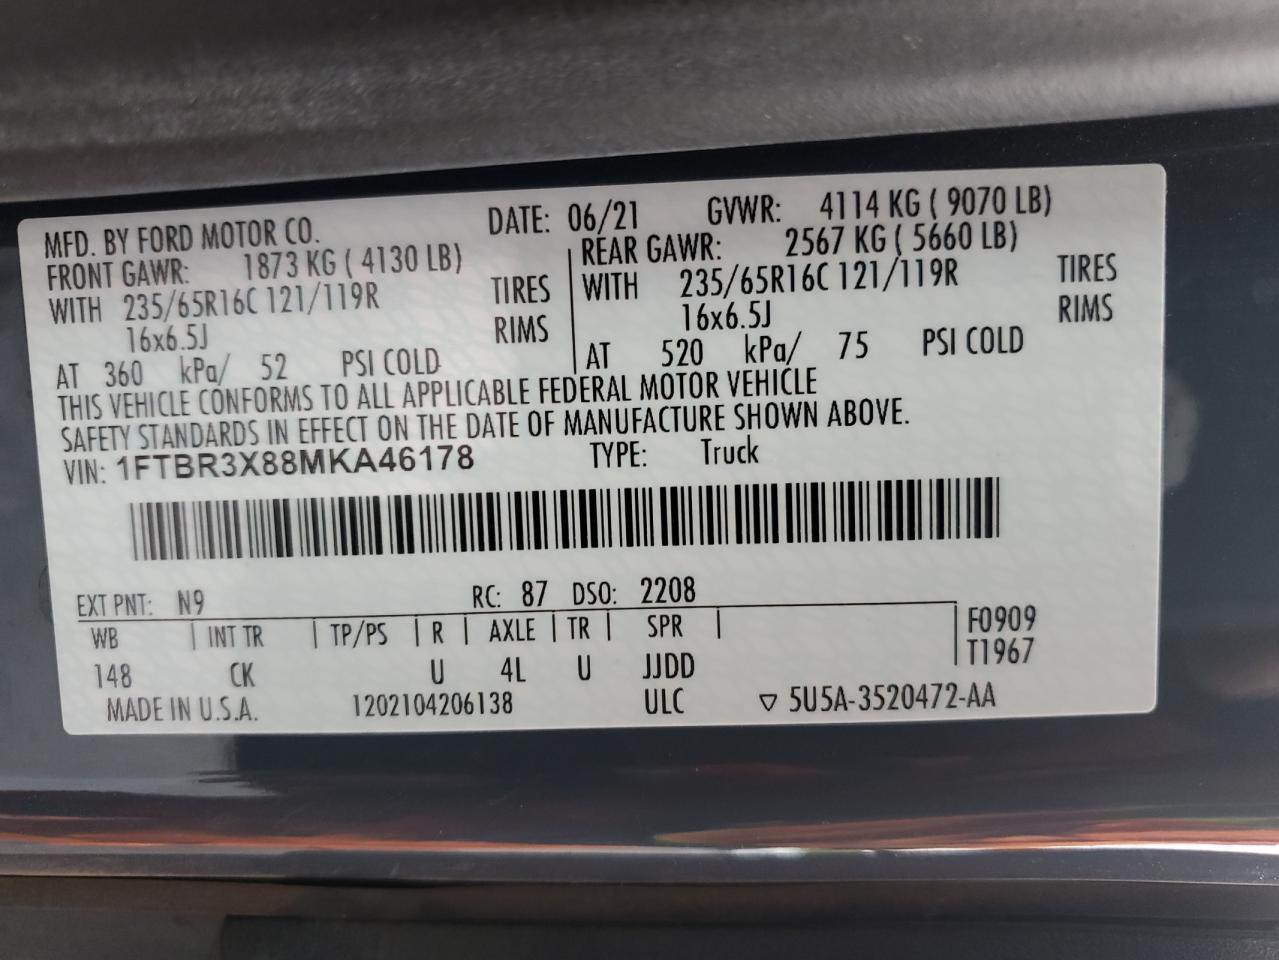 MFD. BY FORD MOTOR CO. DATE: 06/21 GVWR: 4114 KG ( 9070 LB)
FRONT GAWR: 1873 KG ( 4130 LB) REAR GAWR: 2567 KG ( 5660 LB)
WITH 235/65R16C 121/119R TIRES WITH 235/65R16C 121/119R TIRES
16x6.5J RIMS 16x6.5J RIMS
AT 360 kPa/ 52 PSI COLD AT 520 kPa/ 75 PSI COLD
THIS VEHICLE CONFORMS TO ALL APPLICABLE FEDERAL MOTOR VEHICLE
SAFETY STANDARDS IN EFFECT ON THE DATE OF MANUFACTURE SHOWN ABOVE.
VIN: 1FTBR3X88MKA46178 TYPE: Truck
EXT PNT: N9 RC: 87 DSO: 2208
WB INT TR TP/PS R AXLE TR SPR F0909
148 CK U 4L U JJDD T1967
MADE IN U.S.A. 1202104206138 ULC ▽ 5U5A-3520472-AA